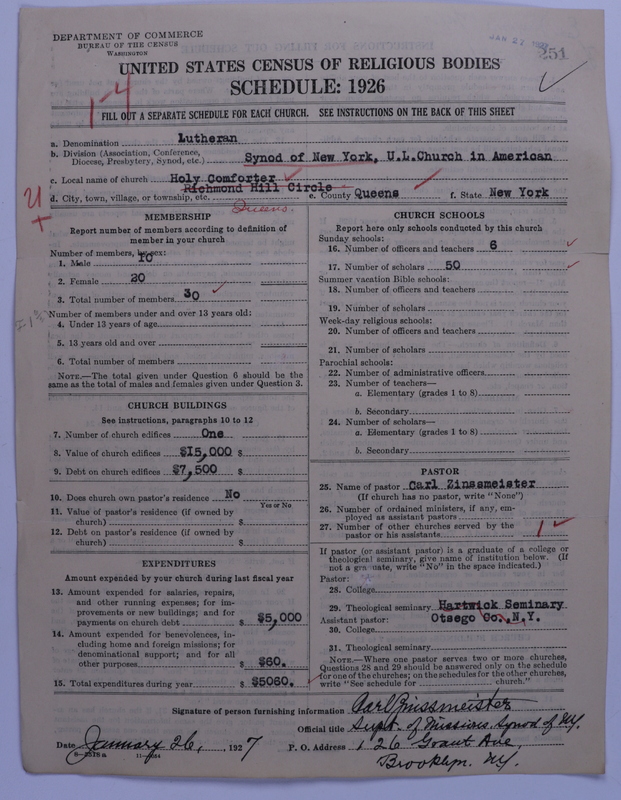 DEPARTMENT OF COMMERCE
BUREAU OF THE CENSUS
WASHINGTON
JAN 27 1927
251
UNITED STATES CENSUS OF RELIGIOUS BODIES
SCHEDULE: 1926
1-4
FILL OUT A SEPARATE SCHEDULE FOR EACH CHURCH. SEE INSTRUCTIONS ON THE BACK OF THIS SHEET
a. Denomination Lutheran
b. Division (Association, Conference, Diocese, Presbytery, Synod, etc.) Synod of New York, U.L.Church in American
c. Local name of church Holy Comforter
Richmond Hill Circle
d. City, town, village, or township, etc. Queens. e. County Queens f. State New York
MEMBERSHIP
Report number of members according to definition of
member in your church
Number of members, by sex:
1. Male 10
2. Female 20
3. Total number of members 30
Number of members under and over 13 years old:
4. Under 13 years of age
5. 13 years old and over
6. Total number of members
NOTE.—The total given under Question 6 should be the
same as the total of males and females given under Question 3.
CHURCH BUILDINGS
See instructions, paragraphs 10 to 12
7. Number of church edifices One
8. Value of church edifices $15,000 $
9. Debt on church edifices $7,500 $
10. Does church own pastor's residence No
Yes or No
11. Value of pastor's residence (if owned by
church) $
12. Debt on pastor's residence (if owned by
church) $
EXPENDITURES
Amount expended by your church during last fiscal year
13. Amount expended for salaries, repairs,
and other running expenses; for im-
provements or new buildings; and for
payments on church debt $ $5,000
14. Amount expended for benevolences, in-
cluding home and foreign missions; for
denominational support; and for all
other purposes $ $60.
15. Total expenditures during year $ $5060.
CHURCH SCHOOLS
Report here only schools conducted by this church
Sunday schools:
16. Number of officers and teachers 6
17. Number of scholars 50
Summer vacation Bible schools:
18. Number of officers and teachers
19. Number of scholars
Week-day religious schools:
20. Number of officers and teachers
21. Number of scholars
Parochial schools:
22. Number of administrative officers
23. Number of teachers—
a. Elementary (grades 1 to 8)
b. Secondary
24. Number of scholars—
a. Elementary (grades 1 to 8)
b. Secondary
PASTOR
25. Name of pastor Carl Zinssmeister
(If church has no pastor, write "None")
26. Number of ordained ministers, if any, em-
ployed as assistant pastors
27. Number of other churches served by the
pastor or his assistants 1
If pastor (or assistant pastor) is a graduate of a college or
theological seminary, give name of institution below. (If
not a graduate, write "No" in the space indicated.)
Pastor:
28. College
29. Theological seminary Hartwick Seminary
Assistant pastor: Otsego Co., N.Y.
30. College
31. Theological seminary
NOTE.—Where one pastor serves two or more churches,
Questions 28 and 29 should be answered only on the schedule
for one of the churches; on the schedules for the other churches,
write "See schedule for church."
Signature of person furnishing information Carl Zinssmeister
Official title Supt. of Missions, Synod of N.Y.
Date January 26, 1927 P. O. Address 126 Grant Ave,
Brooklyn. N.Y.